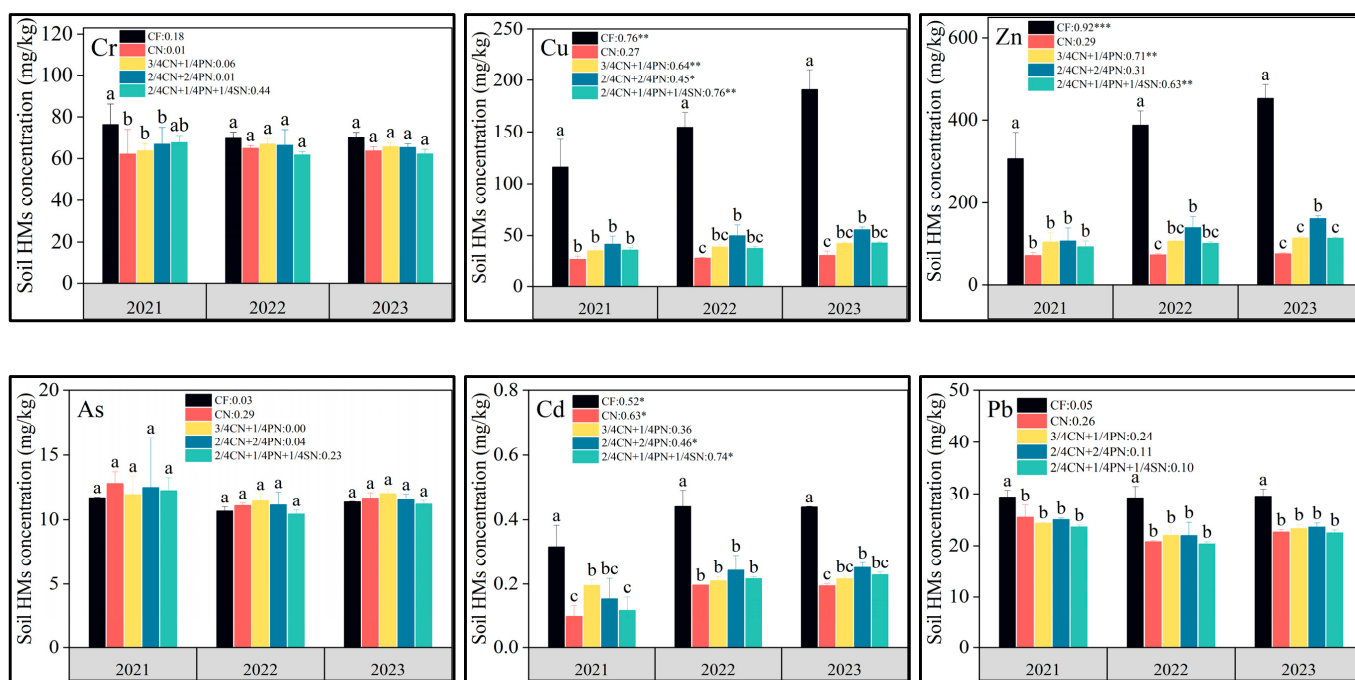 Soil HMs concentration (mg/kg)
120
100
80
60
40
20
0
Cr
CF:0.18
CN:0.01
3/4CN+1/4PN:0.06
2/4CN+2/4PN:0.01
2/4CN+1/4PN+1/4SN:0.44
a b b b ab
a a a a a
a a a a a
2021 2022 2023
Soil HMs concentration (mg/kg)
250
200
150
100
50
0
Cu
CF:0.76**
CN:0.27
3/4CN+1/4PN:0.64**
2/4CN+2/4PN:0.45*
2/4CN+1/4PN+1/4SN:0.76**
a b b b b
a c bc b bc
a c bc b bc
2021 2022 2023
Soil HMs concentration (mg/kg)
600
400
200
0
Zn
CF:0.92***
CN:0.29
3/4CN+1/4PN:0.71**
2/4CN+2/4PN:0.31
2/4CN+1/4PN+1/4SN:0.63**
a b b b b
a c bc b bc
a c c b c
2021 2022 2023
Soil HMs concentration (mg/kg)
20
15
10
5
0
As
CF:0.03
CN:0.29
3/4CN+1/4PN:0.00
2/4CN+2/4PN:0.04
2/4CN+1/4PN+1/4SN:0.23
a a a a a
a a a a a
a a a a a
2021 2022 2023
Soil HMs concentration (mg/kg)
0.8
0.6
0.4
0.2
0.0
Cd
CF:0.52*
CN:0.63*
3/4CN+1/4PN:0.36
2/4CN+2/4PN:0.46*
2/4CN+1/4PN+1/4SN:0.74*
a c b bc c
a b b b b
a c bc b bc
2021 2022 2023
Soil HMs concentration (mg/kg)
50
40
30
20
10
0
Pb
CF:0.05
CN:0.26
3/4CN+1/4PN:0.24
2/4CN+2/4PN:0.11
2/4CN+1/4PN+1/4SN:0.10
a b b b b
a b b b b
a b b b b
2021 2022 2023